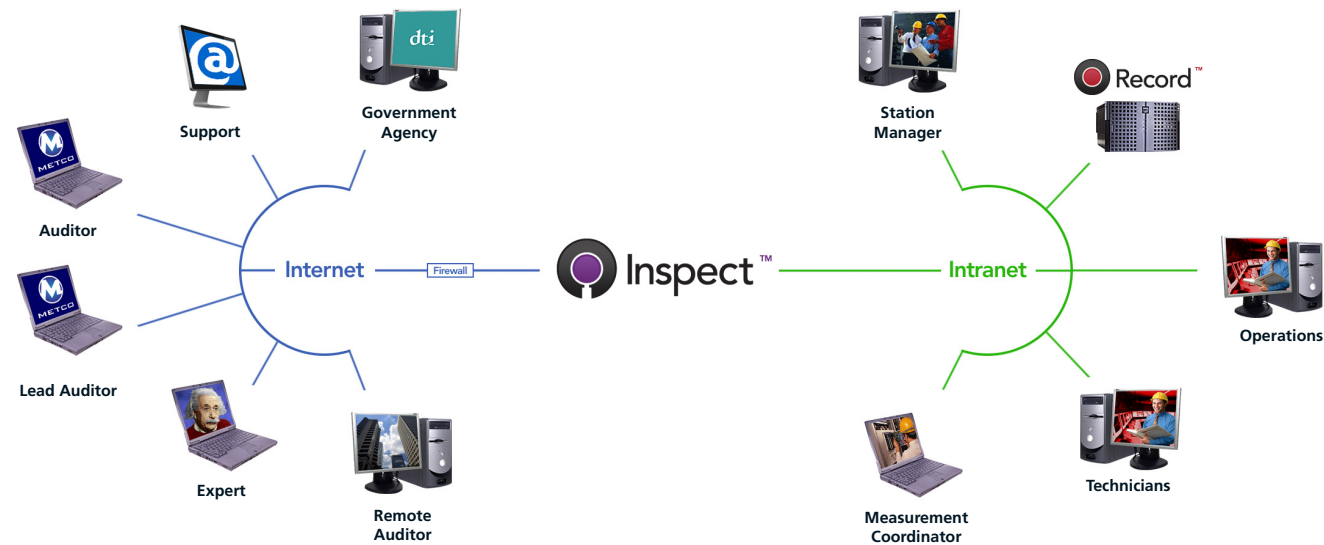 dti
Government
Agency
@
Support
M
METCO
Auditor
M
METCO
Lead Auditor
Expert
Remote
Auditor
Internet
Firewall
Inspect™
Intranet
Station
Manager
Record™
Operations
Technicians
Measurement
Coordinator